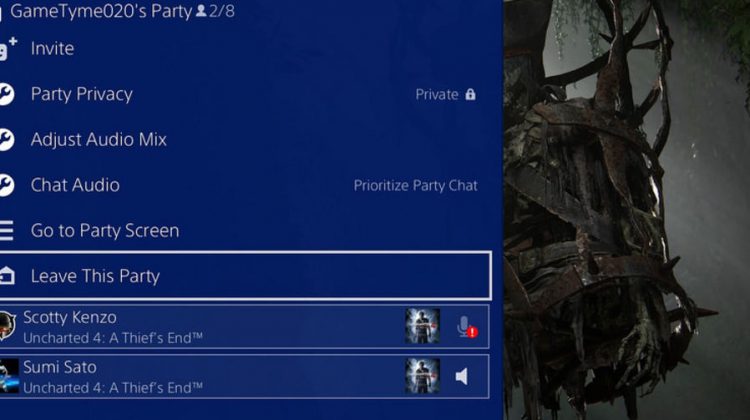 GameTyme020's Party 2/8
Invite
Party Privacy Private
Adjust Audio Mix
Chat Audio Prioritize Party Chat
Go to Party Screen
Leave This Party
Scotty Kenzo
Uncharted 4: A Thief's End™
Sumi Sato
Uncharted 4: A Thief's End™